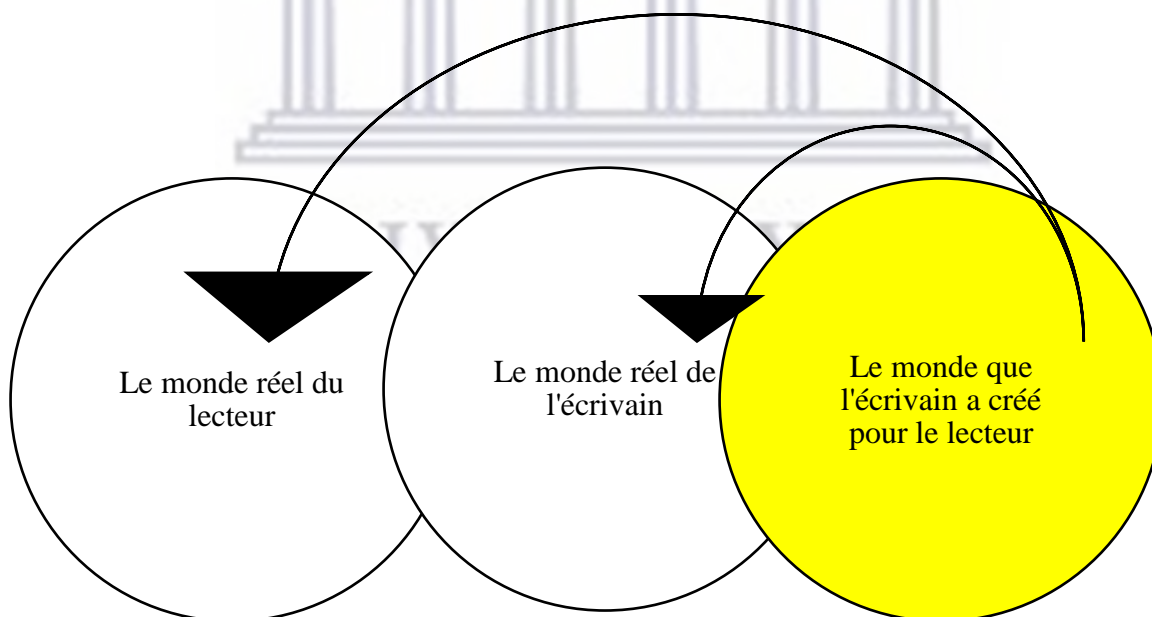 Le monde réel du
lecteur
Le monde réel de
l'écrivain
Le monde que
l'écrivain a créé
pour le lecteur